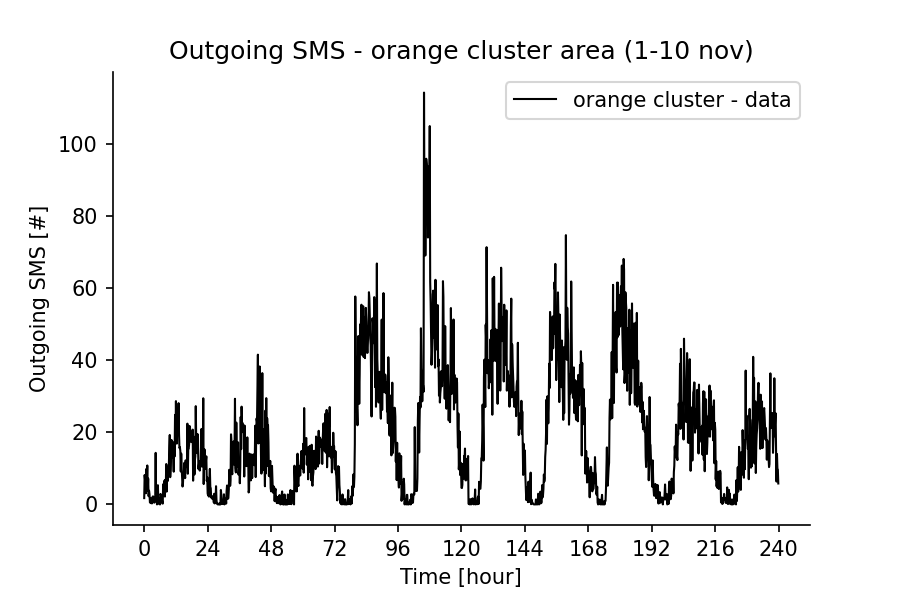 Outgoing SMS - orange cluster area (1-10 nov)
orange cluster - data
100
80
60
40
20
0
Outgoing SMS [#]
0 24 48 72 96 120 144 168 192 216 240
Time [hour]